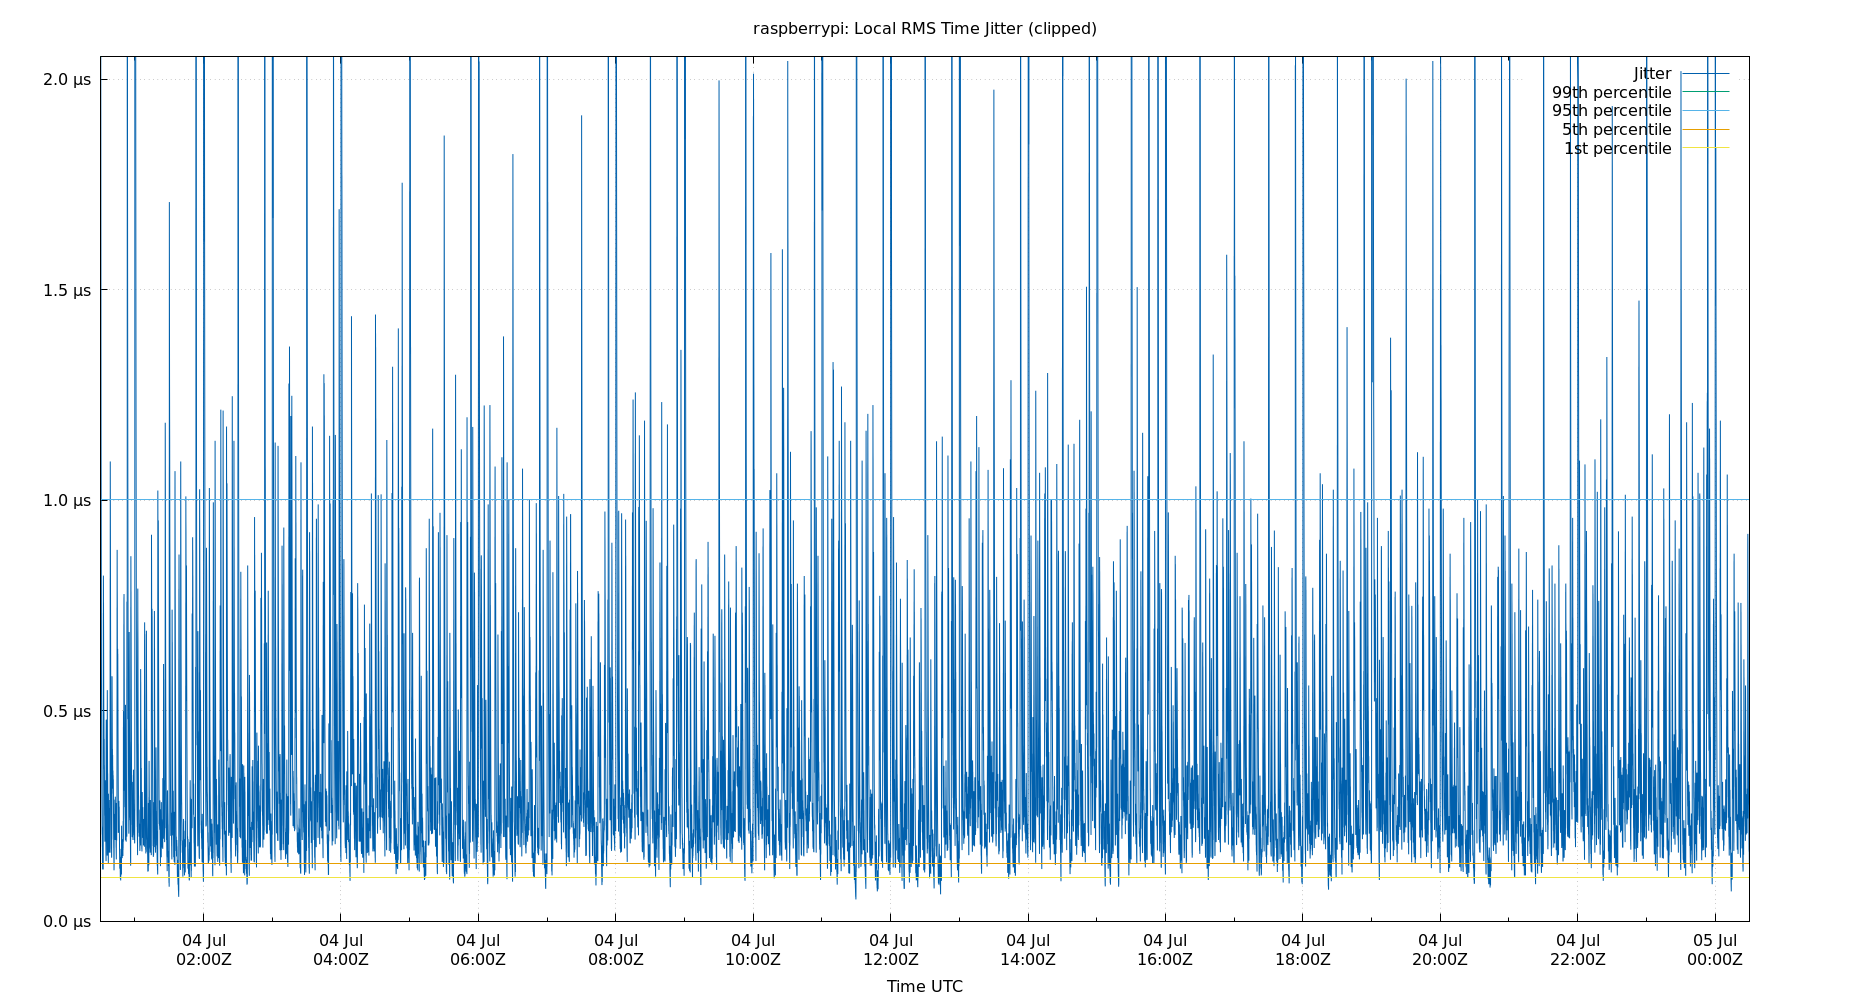 raspberrypi: Local RMS Time Jitter (clipped)
2.0 μs
1.5 μs
1.0 μs
0.5 μs
0.0 μs
Jitter
99th percentile
95th percentile
5th percentile
1st percentile
04 Jul 04 Jul 04 Jul 04 Jul 04 Jul 04 Jul 04 Jul 04 Jul 04 Jul 04 Jul 04 Jul 05 Jul
02:00Z 04:00Z 06:00Z 08:00Z 10:00Z 12:00Z 14:00Z 16:00Z 18:00Z 20:00Z 22:00Z 00:00Z
Time UTC